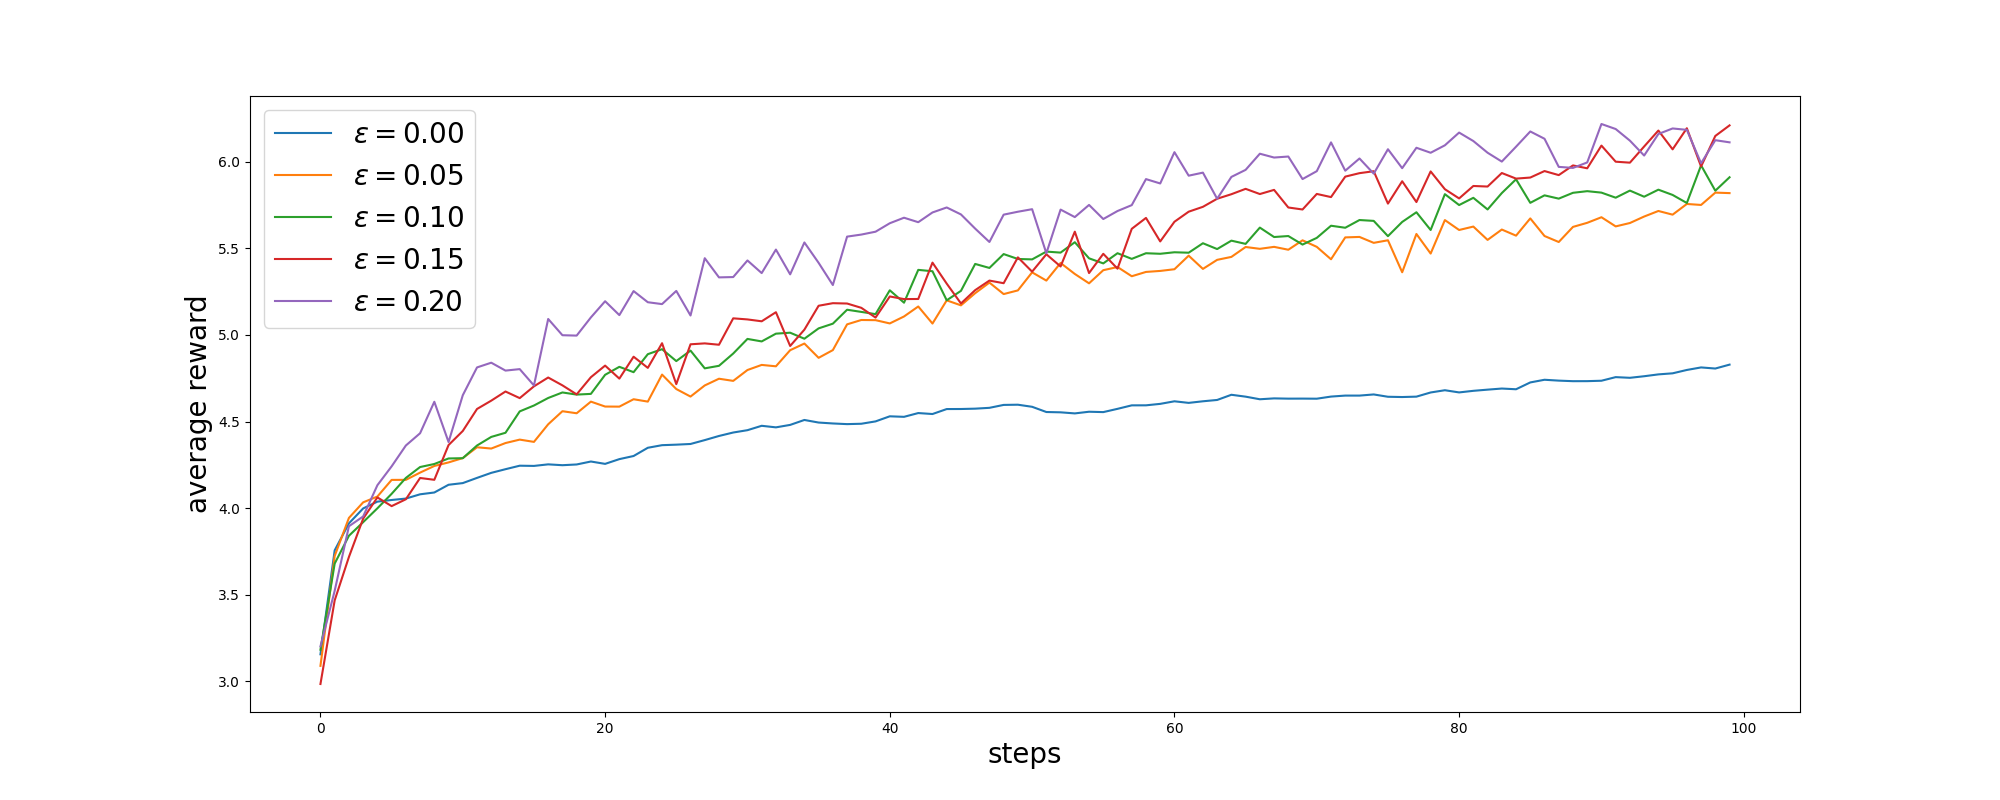 ε = 0.00
ε = 0.05
ε = 0.10
ε = 0.15
ε = 0.20
6.0
5.5
5.0
4.5
4.0
3.5
3.0
average reward
0 20 40 60 80 100
steps